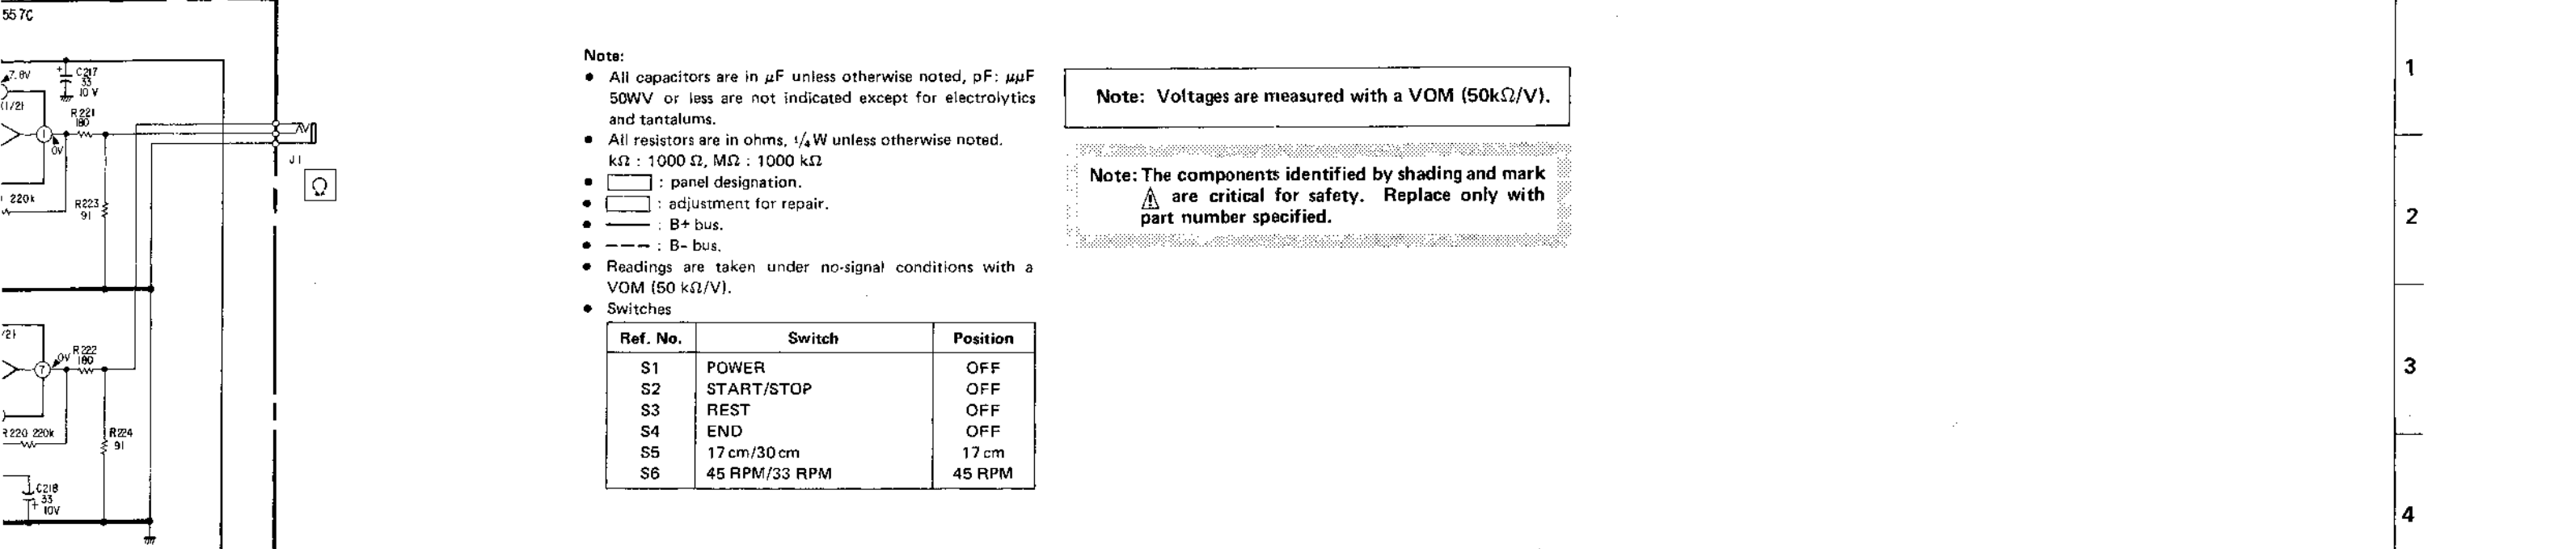 557C
7.8V
C217
33
10 V
(1/2)
R221
180
1
0V
J1
220k
R223
91
/2)
R222
180
0V
7
R220 220k
R224
91
C218
33
10V
Note:
● All capacitors are in μF unless otherwise noted, pF: μμF
50WV or less are not indicated except for electrolytics
and tantalums.
● All resistors are in ohms, 1/4 W unless otherwise noted.
kΩ : 1000 Ω, MΩ : 1000 kΩ
● : panel designation.
● : adjustment for repair.
● : B+ bus.
● : B− bus.
● Readings are taken under no-signal conditions with a
VOM (50 kΩ/V).
● Switches
Ref. No. Switch Position
S1 POWER OFF
S2 START/STOP OFF
S3 REST OFF
S4 END OFF
S5 17 cm/30 cm 17 cm
S6 45 RPM/33 RPM 45 RPM
Note: Voltages are measured with a VOM (50kΩ/V).
Note: The components identified by shading and mark
⚠ are critical for safety. Replace only with
part number specified.
1
2
3
4